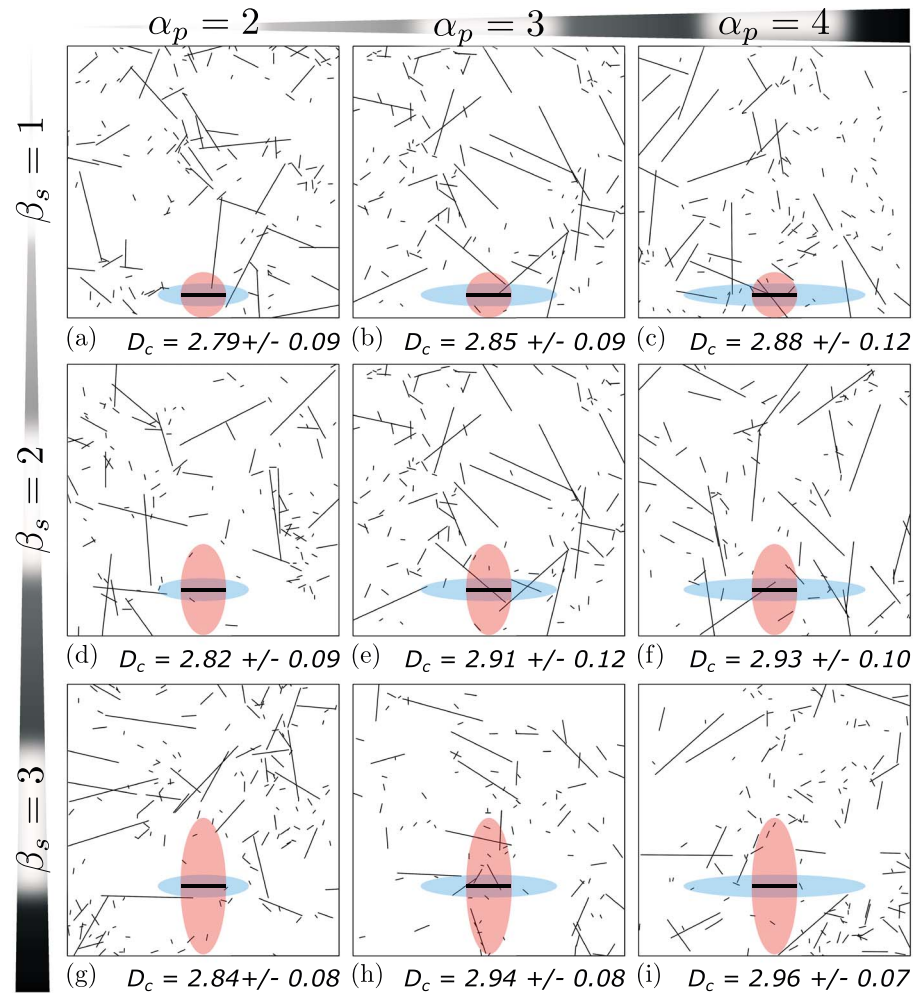 α_p = 2 α_p = 3 α_p = 4
β_s = 1
(a) D_c = 2.79+/- 0.09 (b) D_c = 2.85 +/- 0.09 (c) D_c = 2.88 +/- 0.12
β_s = 2
(d) D_c = 2.82 +/- 0.09 (e) D_c = 2.91 +/- 0.12 (f) D_c = 2.93 +/- 0.10
β_s = 3
(g) D_c = 2.84+/- 0.08 (h) D_c = 2.94 +/- 0.08 (i) D_c = 2.96 +/- 0.07